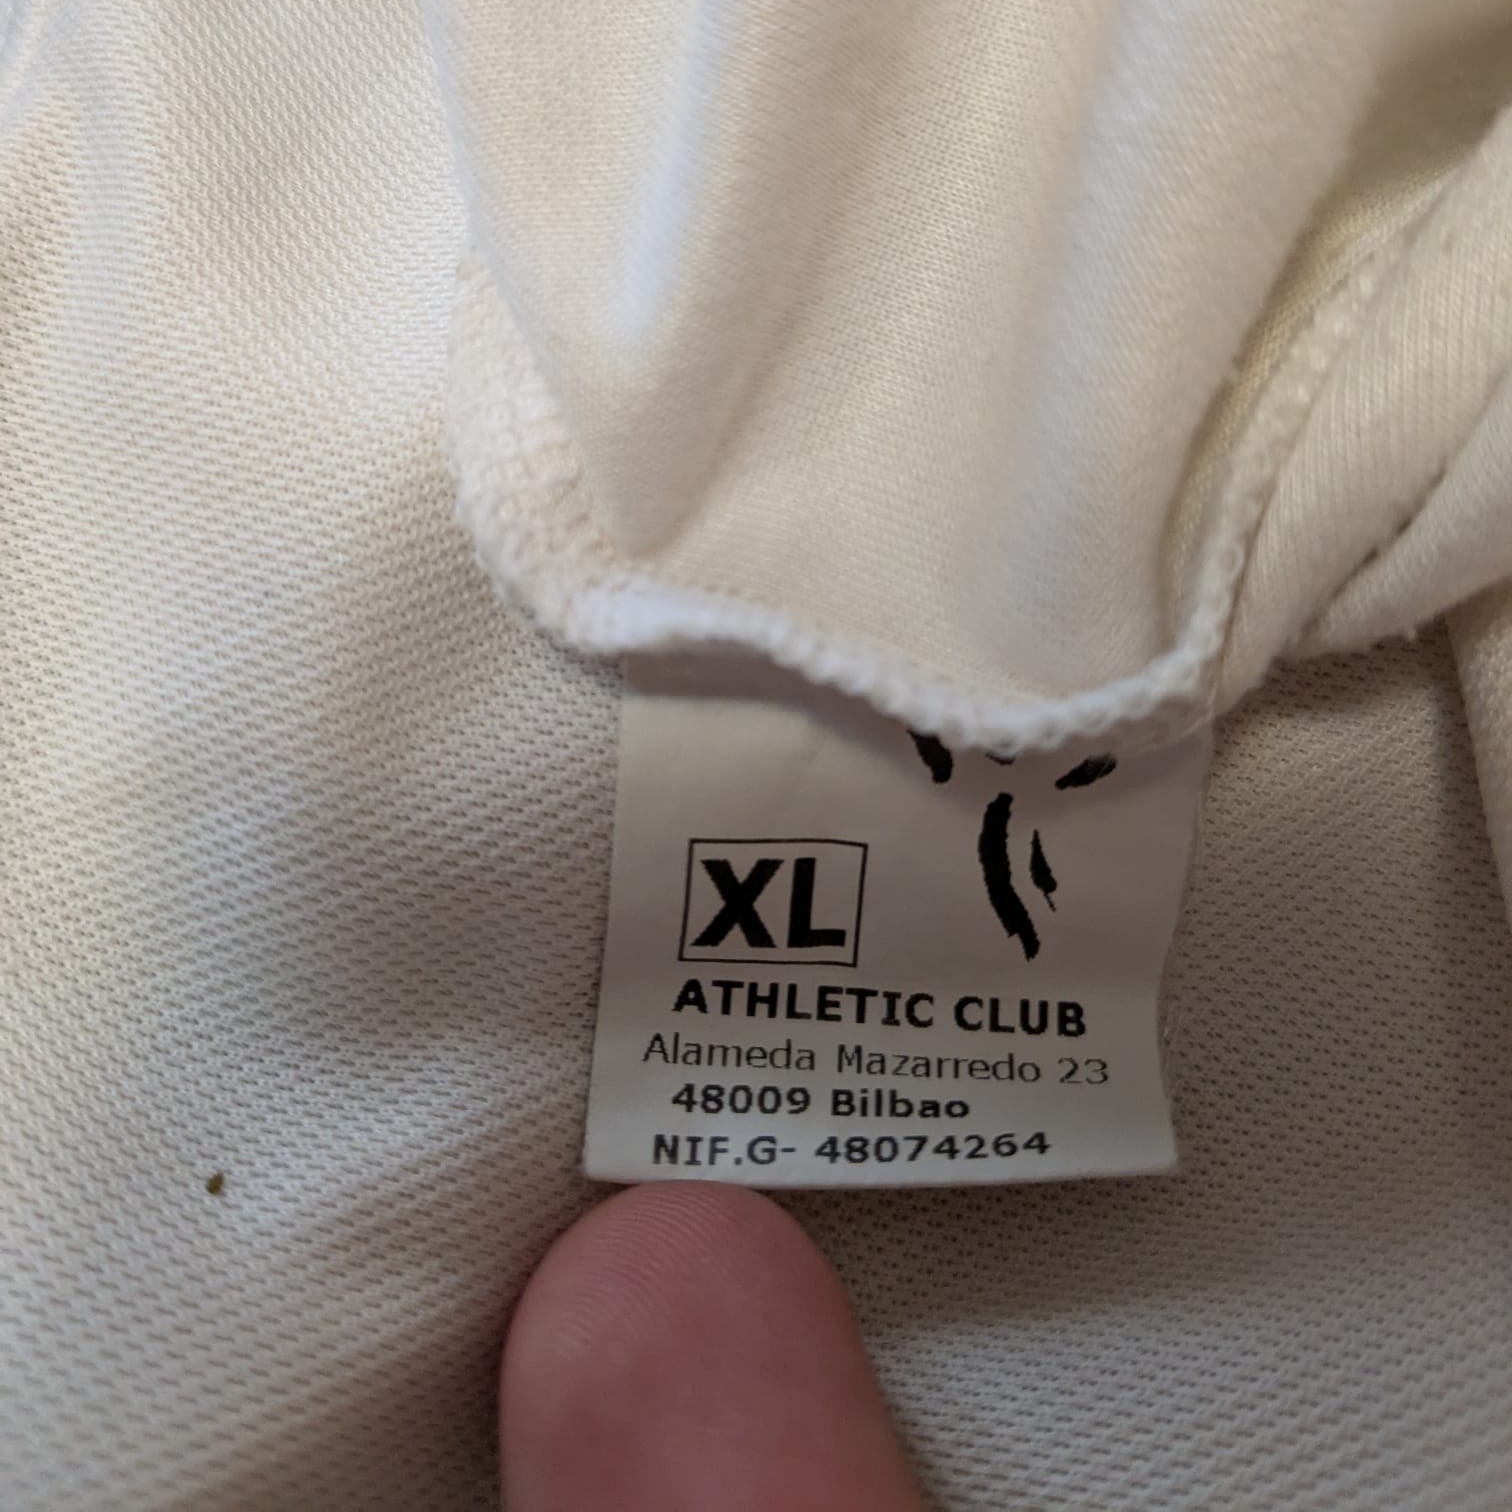 XL
ATHLETIC CLUB
Alameda Mazarredo 23
48009 Bilbao
NIF.G- 48074264